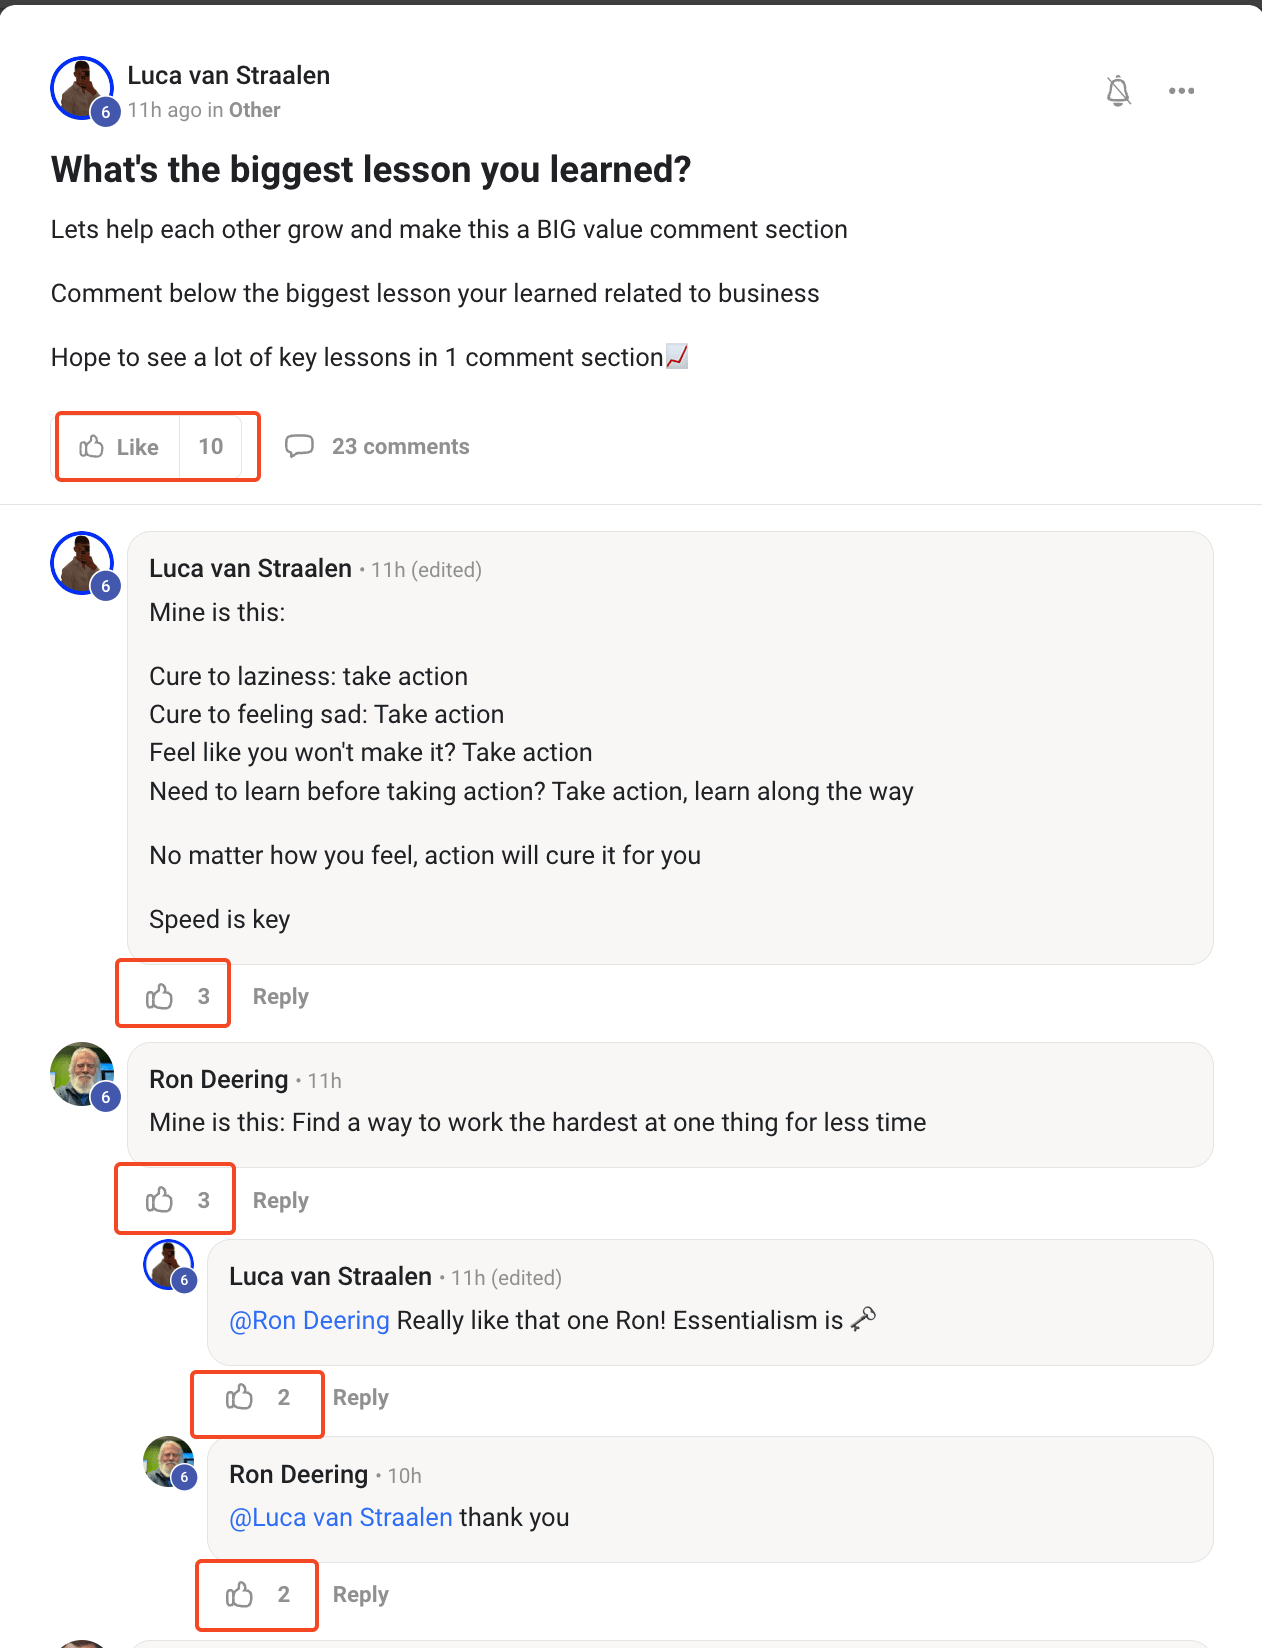 Luca van Straalen
6
11h ago in Other
What's the biggest lesson you learned?
Lets help each other grow and make this a BIG value comment section
Comment below the biggest lesson your learned related to business
Hope to see a lot of key lessons in 1 comment section📈
Like 10 23 comments
Luca van Straalen • 11h (edited)
6
Mine is this:
Cure to laziness: take action
Cure to feeling sad: Take action
Feel like you won't make it? Take action
Need to learn before taking action? Take action, learn along the way
No matter how you feel, action will cure it for you
Speed is key
3 Reply
Ron Deering • 11h
6
Mine is this: Find a way to work the hardest at one thing for less time
3 Reply
Luca van Straalen • 11h (edited)
6
@Ron Deering Really like that one Ron! Essentialism is 🗝
2 Reply
Ron Deering • 10h
6
@Luca van Straalen thank you
2 Reply